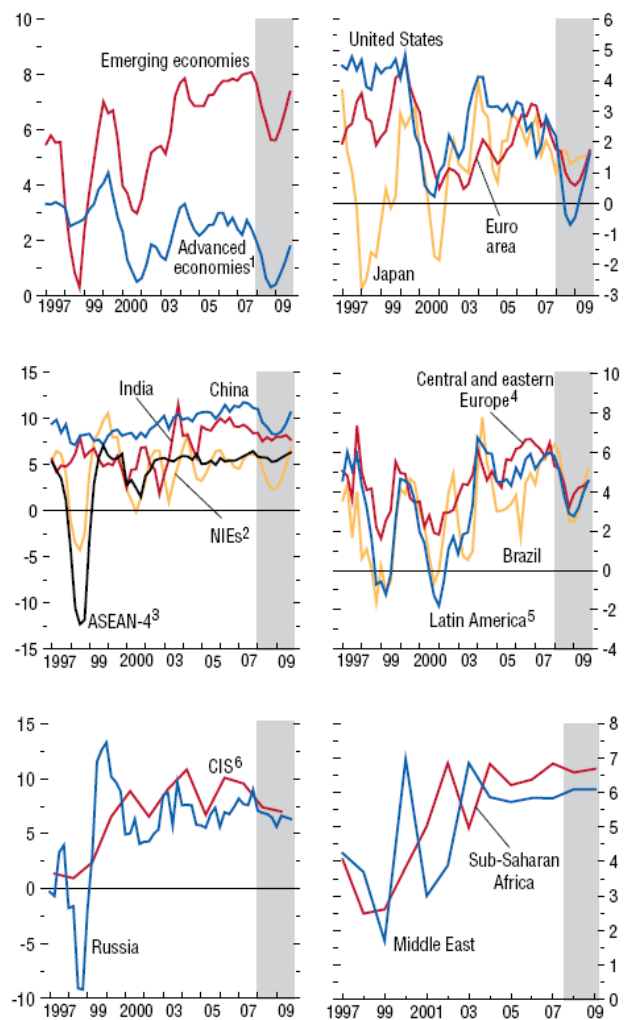 10
8
6
4
2
0
Emerging economies
Advanced
economies1
1997 99 2000 03 05 07 09
6
5
4
3
2
1
0
-1
-2
-3
United States
Euro
area
Japan
1997 99 2000 03 05 07 09
15
10
5
0
-5
-10
-15
India
China
NIEs2
ASEAN-43
1997 99 2000 03 05 07 09
10
8
6
4
2
0
-2
-4
Central and eastern
Europe4
Brazil
Latin America5
1997 99 2000 03 05 07 09
15
10
5
0
-5
-10
CIS6
Russia
1997 99 2000 03 05 07 09
8
7
6
5
4
3
2
1
0
Sub-Saharan
Africa
Middle East
1997 99 2001 03 05 07 09